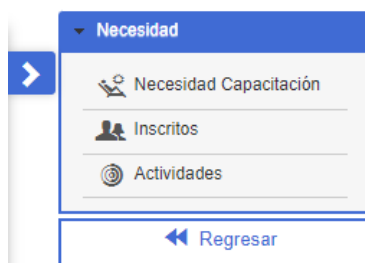 Necesidad
Necesidad Capacitación
Inscritos
Actividades
Regresar